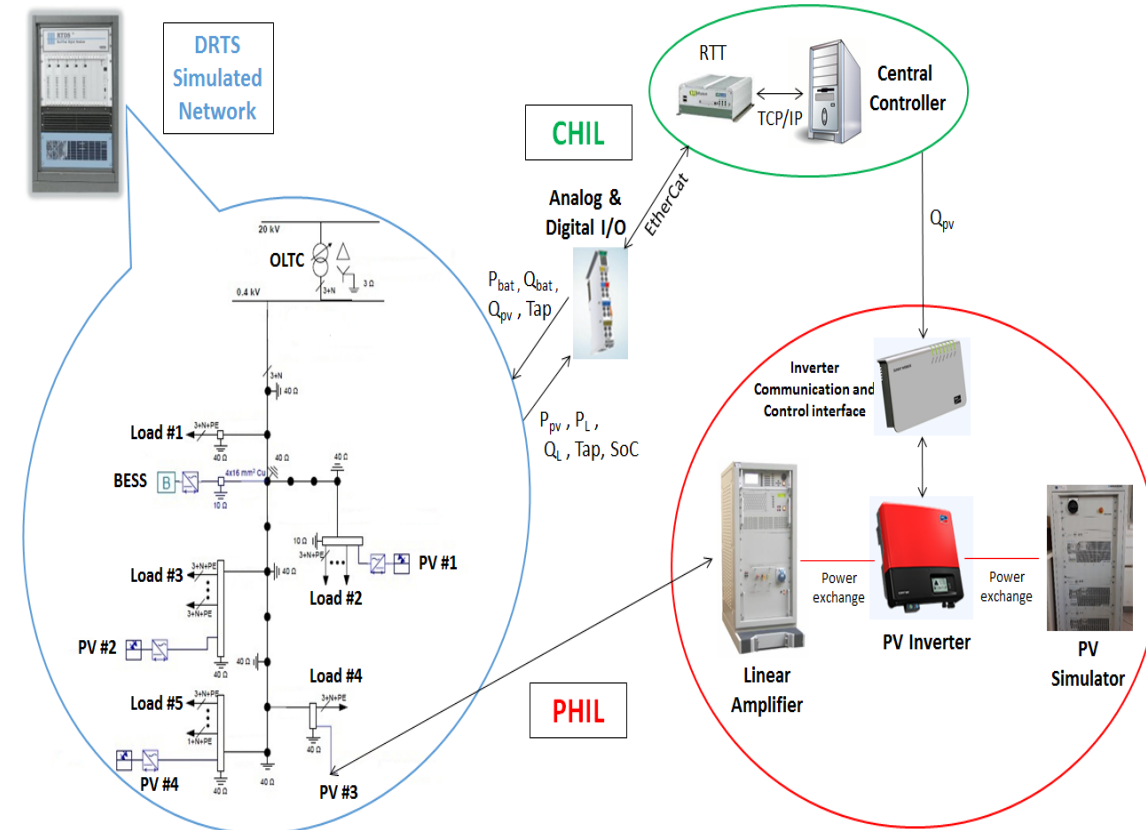 DRTS
Simulated
Network
RTDS
CHIL
RTT
TCP/IP
Central
Controller
Analog &
Digital I/O
EtherCat
Qpv
20 kV
OLTC
3+N
3 Ω
0.4 kV
Pbat, Qbat,
Qpv , Tap
Ppv , PL ,
QL , Tap, SoC
3+N
40 Ω
Load #1
3+N+PE
40 Ω
40 Ω
40 Ω
BESS
B
4x16 mm² Cu
10 Ω
10 Ω
3+N+PE
PV #1
Load #2
Load #3
3+N+PE
40 Ω
1+N+PE
PV #2
40 Ω
40 Ω
Load #4
3+N+PE
40 Ω
Load #5
3+N+PE
1+N+PE
PV #4
40 Ω
40 Ω
PV #3
PHIL
Inverter
Communication and
Control interface
Linear
Amplifier
Power
exchange
PV Inverter
Power
exchange
PV
Simulator